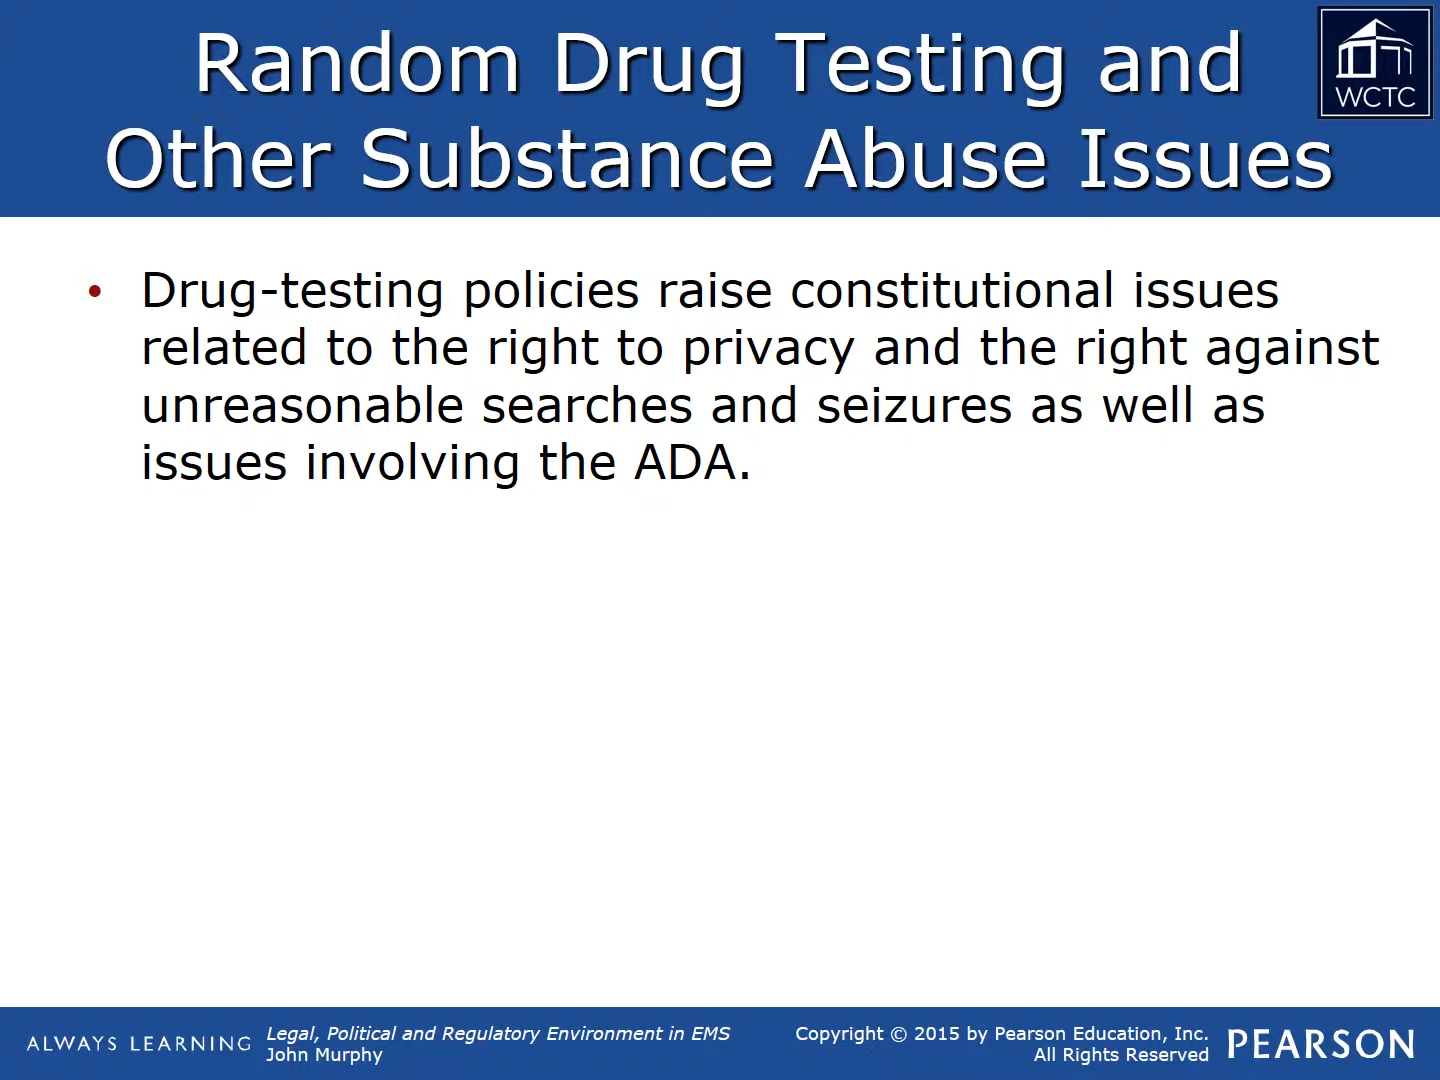 Random Drug Testing and
Other Substance Abuse Issues
WCTC
• Drug-testing policies raise constitutional issues
related to the right to privacy and the right against
unreasonable searches and seizures as well as
issues involving the ADA.
ALWAYS LEARNING
Legal, Political and Regulatory Environment in EMS
John Murphy
Copyright © 2015 by Pearson Education, Inc.
All Rights Reserved
PEARSON